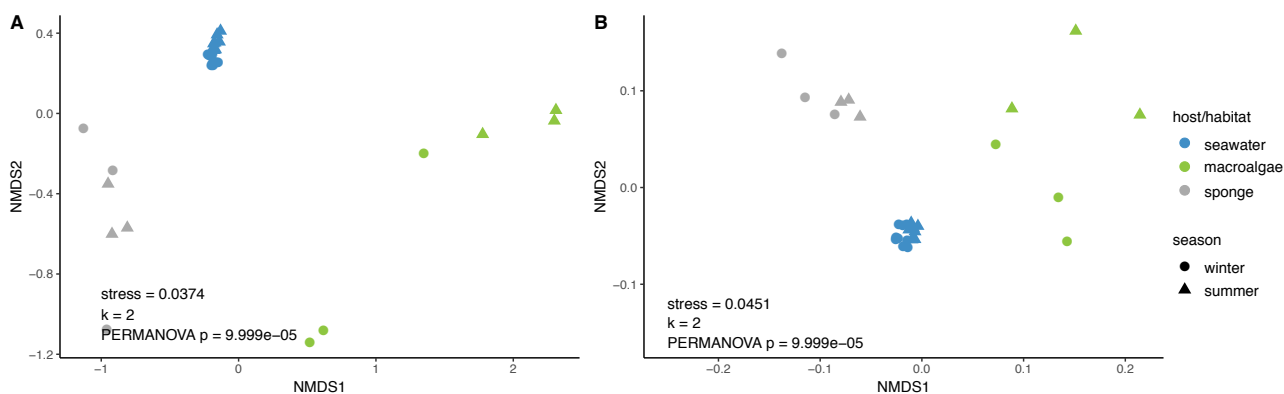 A
0.4
0.0
−0.4
−0.8
−1.2
NMDS2
−1
0
1
2
NMDS1
stress = 0.0374
k = 2
PERMANOVA p = 9.999e−05
B
0.1
0.0
−0.1
NMDS2
−0.2
−0.1
0.0
0.1
0.2
NMDS1
stress = 0.0451
k = 2
PERMANOVA p = 9.999e−05
host/habitat
seawater
macroalgae
sponge
season
winter
summer